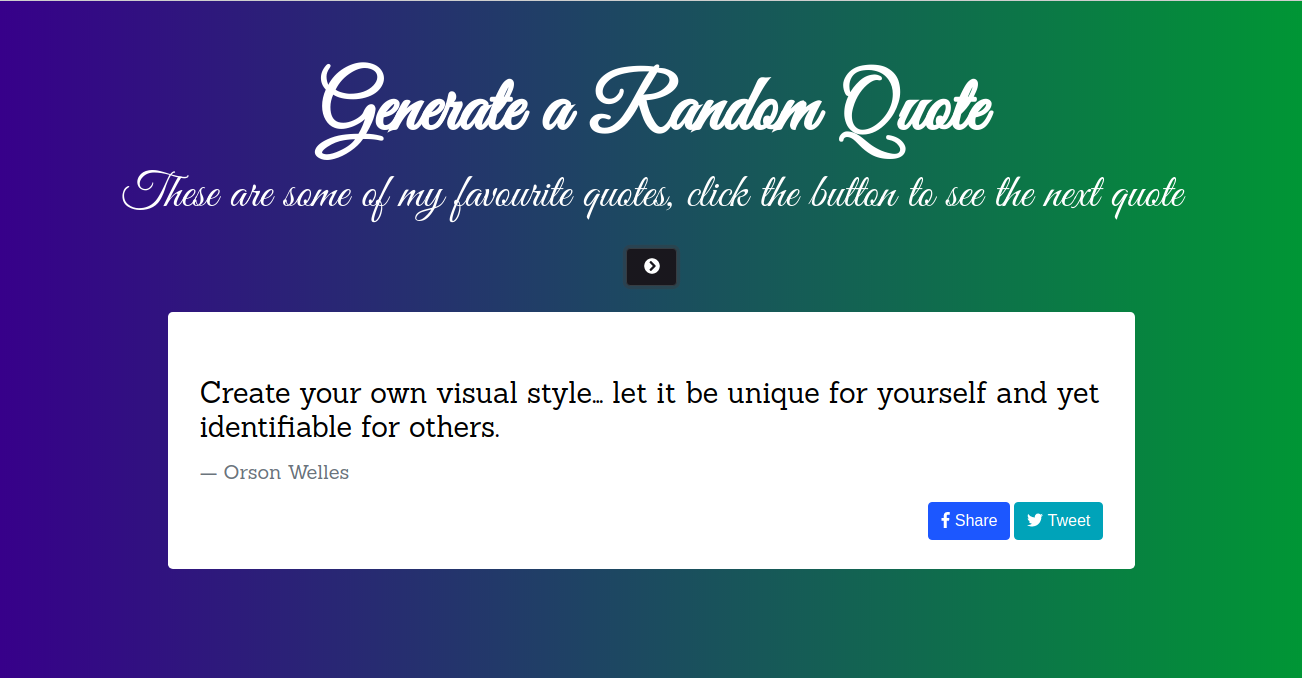 Generate a Random Quote
These are some of my favourite quotes, click the button to see the next quote
Create your own visual style... let it be unique for yourself and yet
identifiable for others.
— Orson Welles
Share Tweet